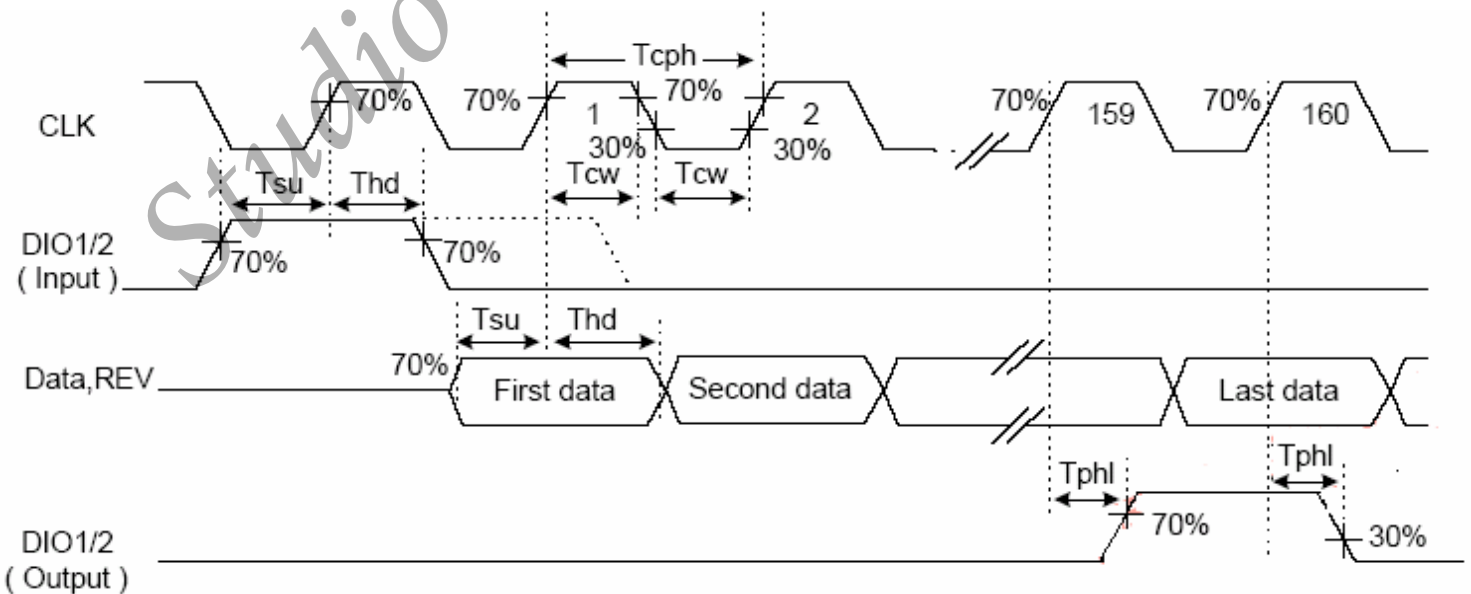 Studio
Tcph
CLK
70% 70% 1 70% 2 70% 159 70% 160
30% 30%
Tsu Thd Tcw Tcw
DIO1/2
( Input )
70% 70%
Tsu Thd
Data,REV
70%
First data Second data Last data
Tphl Tphl
DIO1/2
( Output )
70% 30%